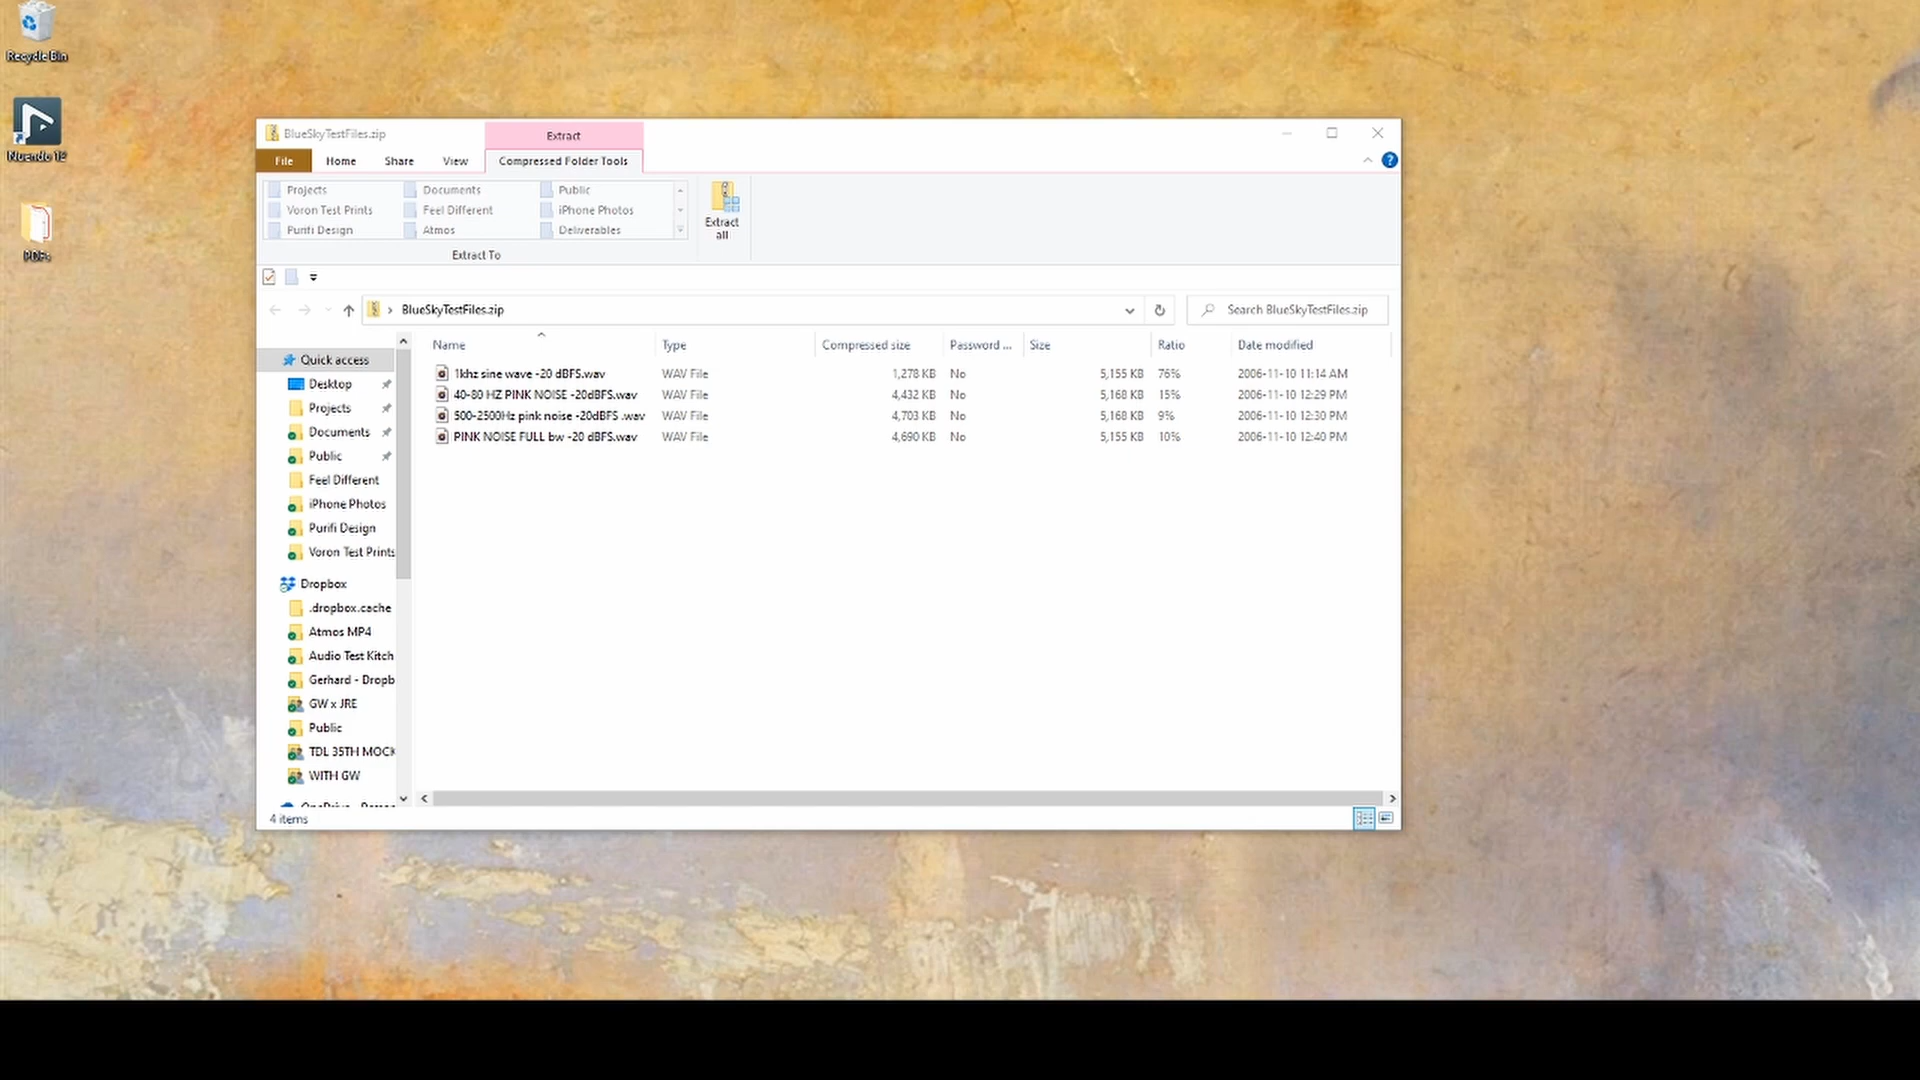 Recycle Bin
Nuendo 12
PDFs
BlueSkyTestFiles.zip
Extract
File
Home
Share
View
Compressed Folder Tools
Projects
Documents
Public
Voron Test Prints
Feel Different
iPhone Photos
Purifi Design
Atmos
Deliverables
Extract To
Extract
all
BlueSkyTestFiles.zip
Search BlueSkyTestFiles.zip
Name
Type
Compressed size
Password ...
Size
Ratio
Date modified
1khz sine wave -20 dBFS.wav WAV File 1,278 KB No 5,155 KB 76% 2006-11-10 11:14 AM
40-80 HZ PINK NOISE -20dBFS.wav WAV File 4,432 KB No 5,168 KB 15% 2006-11-10 12:29 PM
500-2500Hz pink noise -20dBFS .wav WAV File 4,703 KB No 5,168 KB 9% 2006-11-10 12:30 PM
PINK NOISE FULL bw -20 dBFS.wav WAV File 4,690 KB No 5,155 KB 10% 2006-11-10 12:40 PM
Quick access
Desktop
Projects
Documents
Public
Feel Different
iPhone Photos
Purifi Design
Voron Test Prints
Dropbox
.dropbox.cache
Atmos MP4
Audio Test Kitch
Gerhard - Dropb
GW x JRE
Public
TDL 35TH MOCK
WITH GW
4 items